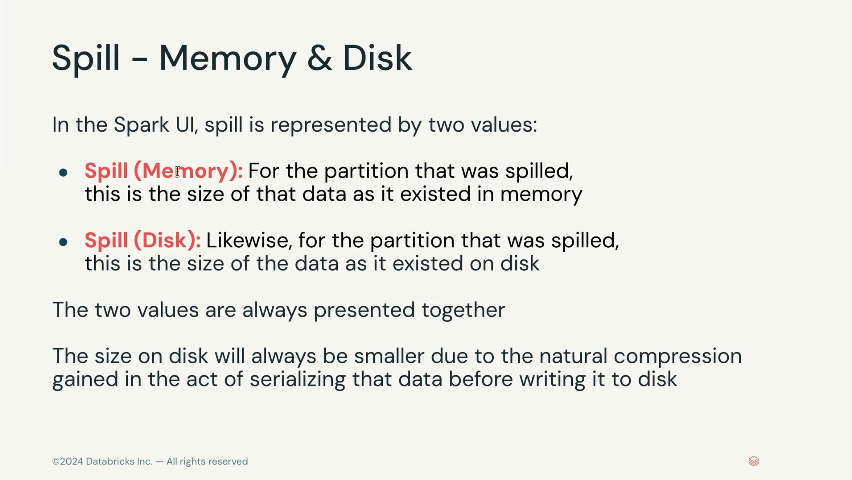 Spill - Memory & Disk
In the Spark UI, spill is represented by two values:
● Spill (Memory): For the partition that was spilled,
this is the size of that data as it existed in memory
● Spill (Disk): Likewise, for the partition that was spilled,
this is the size of the data as it existed on disk
The two values are always presented together
The size on disk will always be smaller due to the natural compression
gained in the act of serializing that data before writing it to disk
©2024 Databricks Inc. — All rights reserved